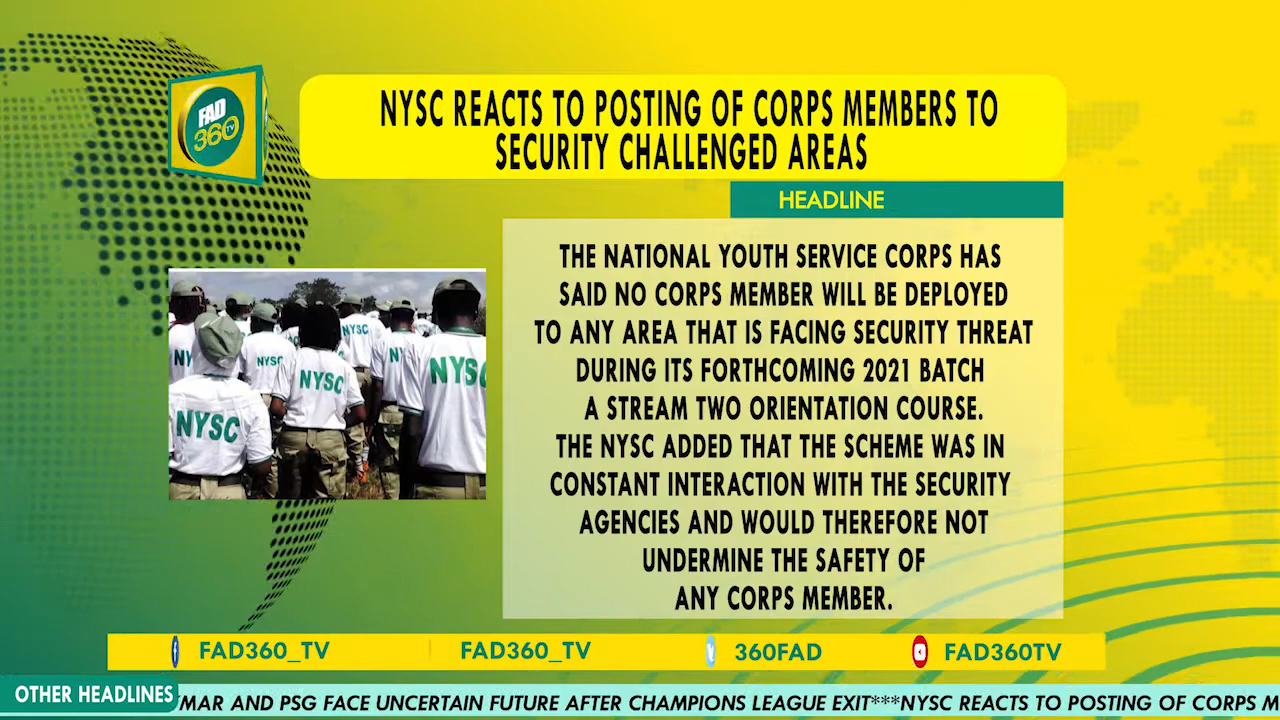 FAD
360TV
NYSC REACTS TO POSTING OF CORPS MEMBERS TO
SECURITY CHALLENGED AREAS
HEADLINE
THE NATIONAL YOUTH SERVICE CORPS HAS
SAID NO CORPS MEMBER WILL BE DEPLOYED
TO ANY AREA THAT IS FACING SECURITY THREAT
DURING ITS FORTHCOMING 2021 BATCH
A STREAM TWO ORIENTATION COURSE.
THE NYSC ADDED THAT THE SCHEME WAS IN
CONSTANT INTERACTION WITH THE SECURITY
AGENCIES AND WOULD THEREFORE NOT
UNDERMINE THE SAFETY OF
ANY CORPS MEMBER.
NYSC
NYSC
NYSC
NYSC
NYSC
FAD360_TV
FAD360_TV
360FAD
FAD360TV
OTHER HEADLINES
MAR AND PSG FACE UNCERTAIN FUTURE AFTER CHAMPIONS LEAGUE EXIT***NYSC REACTS TO POSTING OF CORPS M